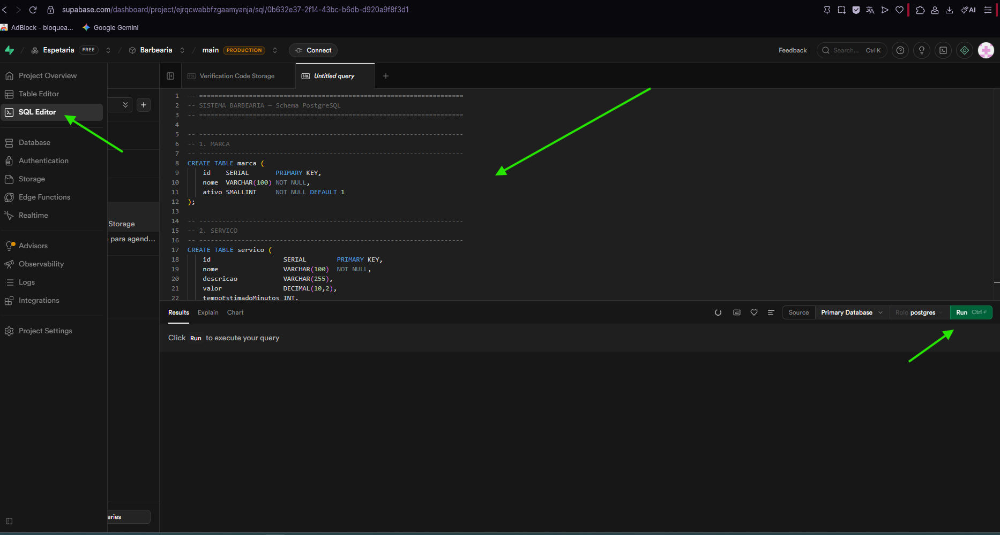 supabase.com/dashboard/project/ejrqcwabbfzgaamyanja/sql/0b632e37-2f14-43bc-b6db-d920a9f8f3d1
AI
AdBlock - bloquea... Google Gemini
/ Espetaria FREE / Barbearia / main PRODUCTION Connect Feedback Search... Ctrl K
Project Overview
Table Editor
SQL Editor
Database
Authentication
Storage
Edge Functions
Realtime
Advisors
Observability
Logs
Integrations
Project Settings
Storage
para agend...
eries
SQL Verification Code Storage SQL Untitled query
1 -- =====================================================================
2 -- SISTEMA BARBEARIA — Schema PostgreSQL
3 -- =====================================================================
4
5 -- ---------------------------------------------------------------------
6 -- 1. MARCA
7 -- ---------------------------------------------------------------------
8 CREATE TABLE marca (
9 id SERIAL PRIMARY KEY,
10 nome VARCHAR(100) NOT NULL,
11 ativo SMALLINT NOT NULL DEFAULT 1
12 );
13
14 -- ---------------------------------------------------------------------
15 -- 2. SERVICO
16 -- ---------------------------------------------------------------------
17 CREATE TABLE servico (
18 id SERIAL PRIMARY KEY,
19 nome VARCHAR(100) NOT NULL,
20 descricao VARCHAR(255),
21 valor DECIMAL(10,2),
22 tempoEstimadoMinutos INT,
Results Explain Chart Source Primary Database Role postgres Run Ctrl ↵
Click Run to execute your query